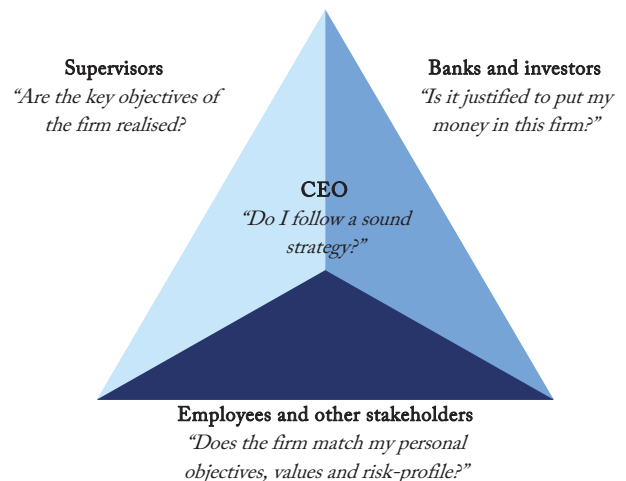 Supervisors
“Are the key objectives of
the firm realised?
Banks and investors
“Is it justified to put my
money in this firm?”
CEO
“Do I follow a sound
strategy?”
Employees and other stakeholders
“Does the firm match my personal
objectives, values and risk-profile?”